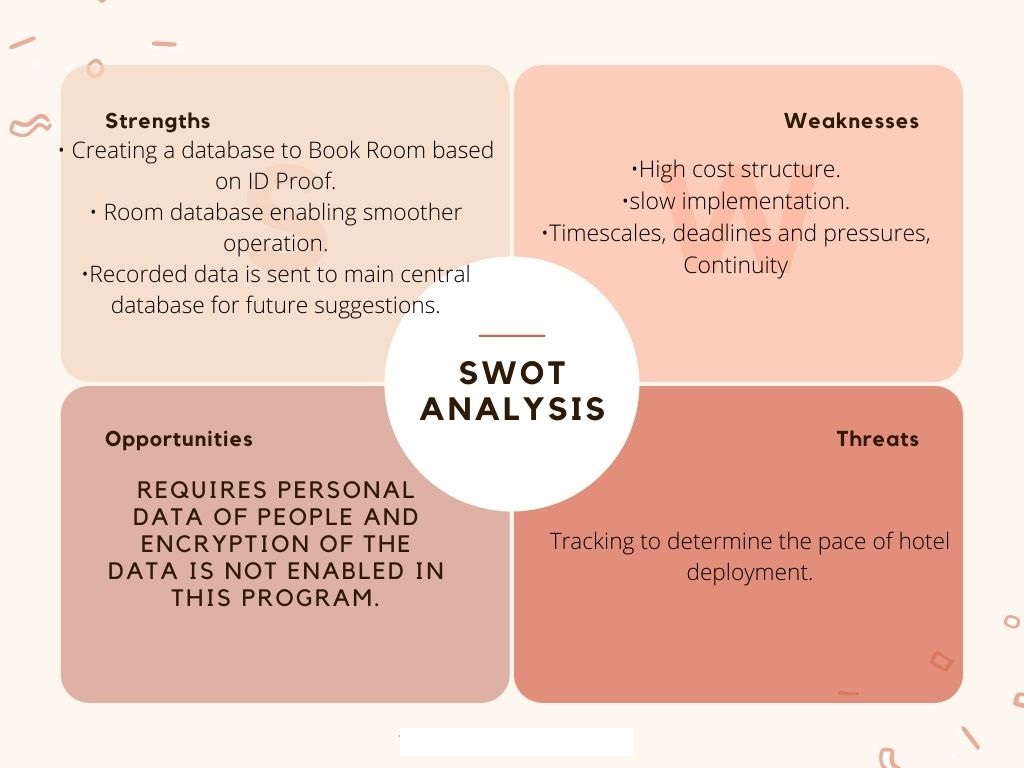 Strengths
• Creating a database to Book Room based
on ID Proof.
• Room database enabling smoother
operation.
•Recorded data is sent to main central
database for future suggestions.
Weaknesses
•High cost structure.
•slow implementation.
•Timescales, deadlines and pressures,
Continuity
S
W
SWOT
ANALYSIS
Opportunities
REQUIRES PERSONAL
DATA OF PEOPLE AND
ENCRYPTION OF THE
DATA IS NOT ENABLED IN
THIS PROGRAM.
Threats
Tracking to determine the pace of hotel
deployment.